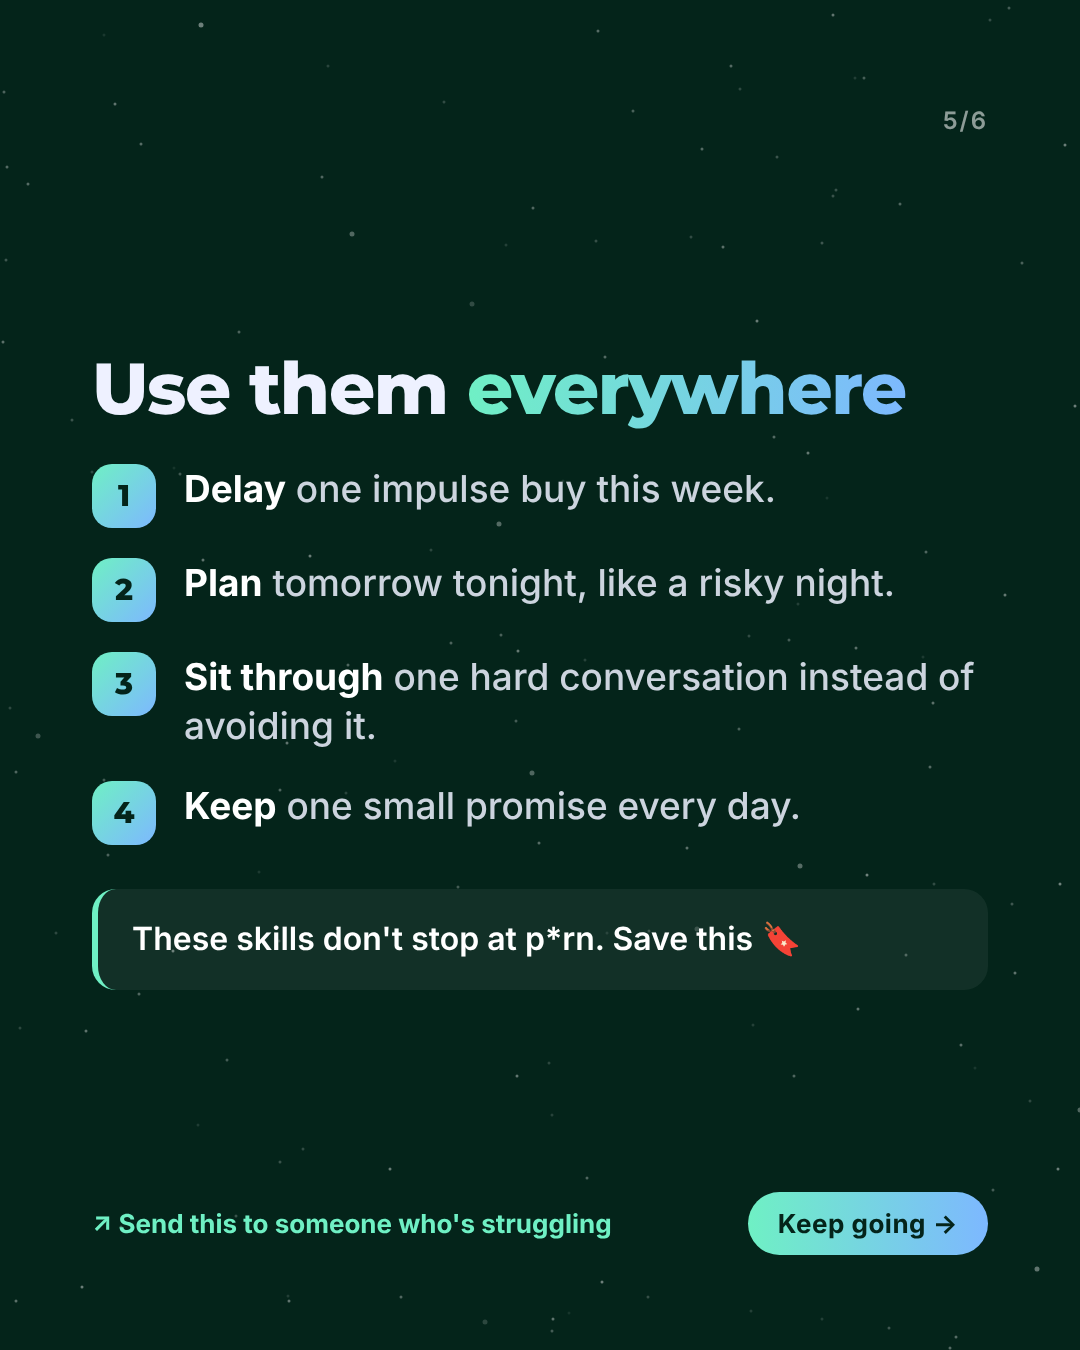 5/6
Use them everywhere
1 Delay one impulse buy this week.
2 Plan tomorrow tonight, like a risky night.
3 Sit through one hard conversation instead of
avoiding it.
4 Keep one small promise every day.
These skills don't stop at p*rn. Save this 🔖
↗ Send this to someone who's struggling
Keep going →